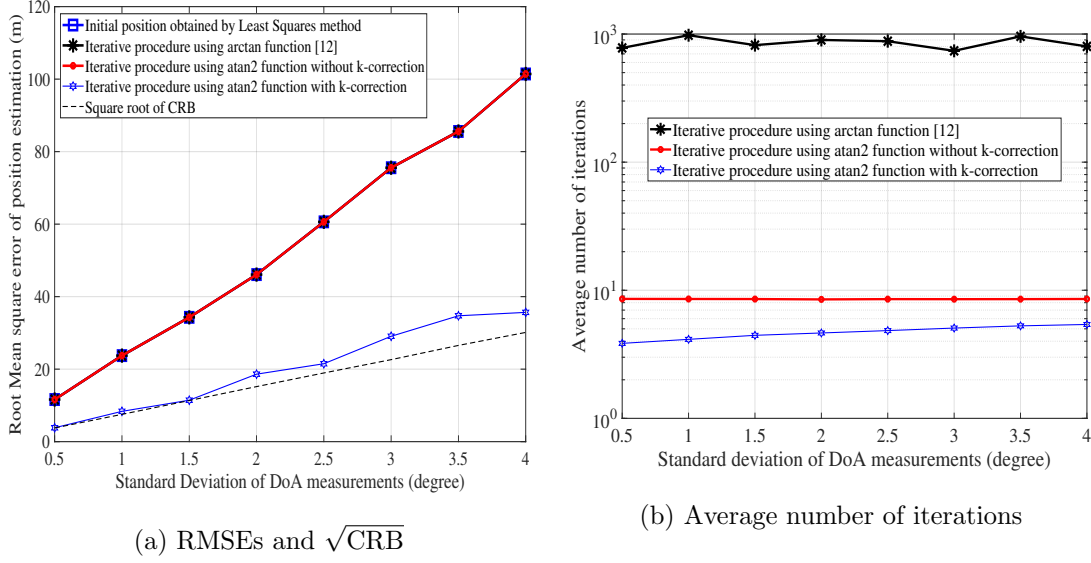 120
100
80
60
40
20
0
Root Mean square error of position estimation (m)
Initial position obtained by Least Squares method
Iterative procedure using arctan function [12]
Iterative procedure using atan2 function without k-correction
Iterative procedure using atan2 function with k-correction
Square root of CRB
0.5 1 1.5 2 2.5 3 3.5 4
Standard Deviation of DoA measurements (degree)
(a) RMSEs and √CRB
10³
10²
10¹
10⁰
Average number of iterations
Iterative procedure using arctan function [12]
Iterative procedure using atan2 function without k-correction
Iterative procedure using atan2 function with k-correction
0.5 1 1.5 2 2.5 3 3.5 4
Standard deviation of DoA measurements (degree)
(b) Average number of iterations